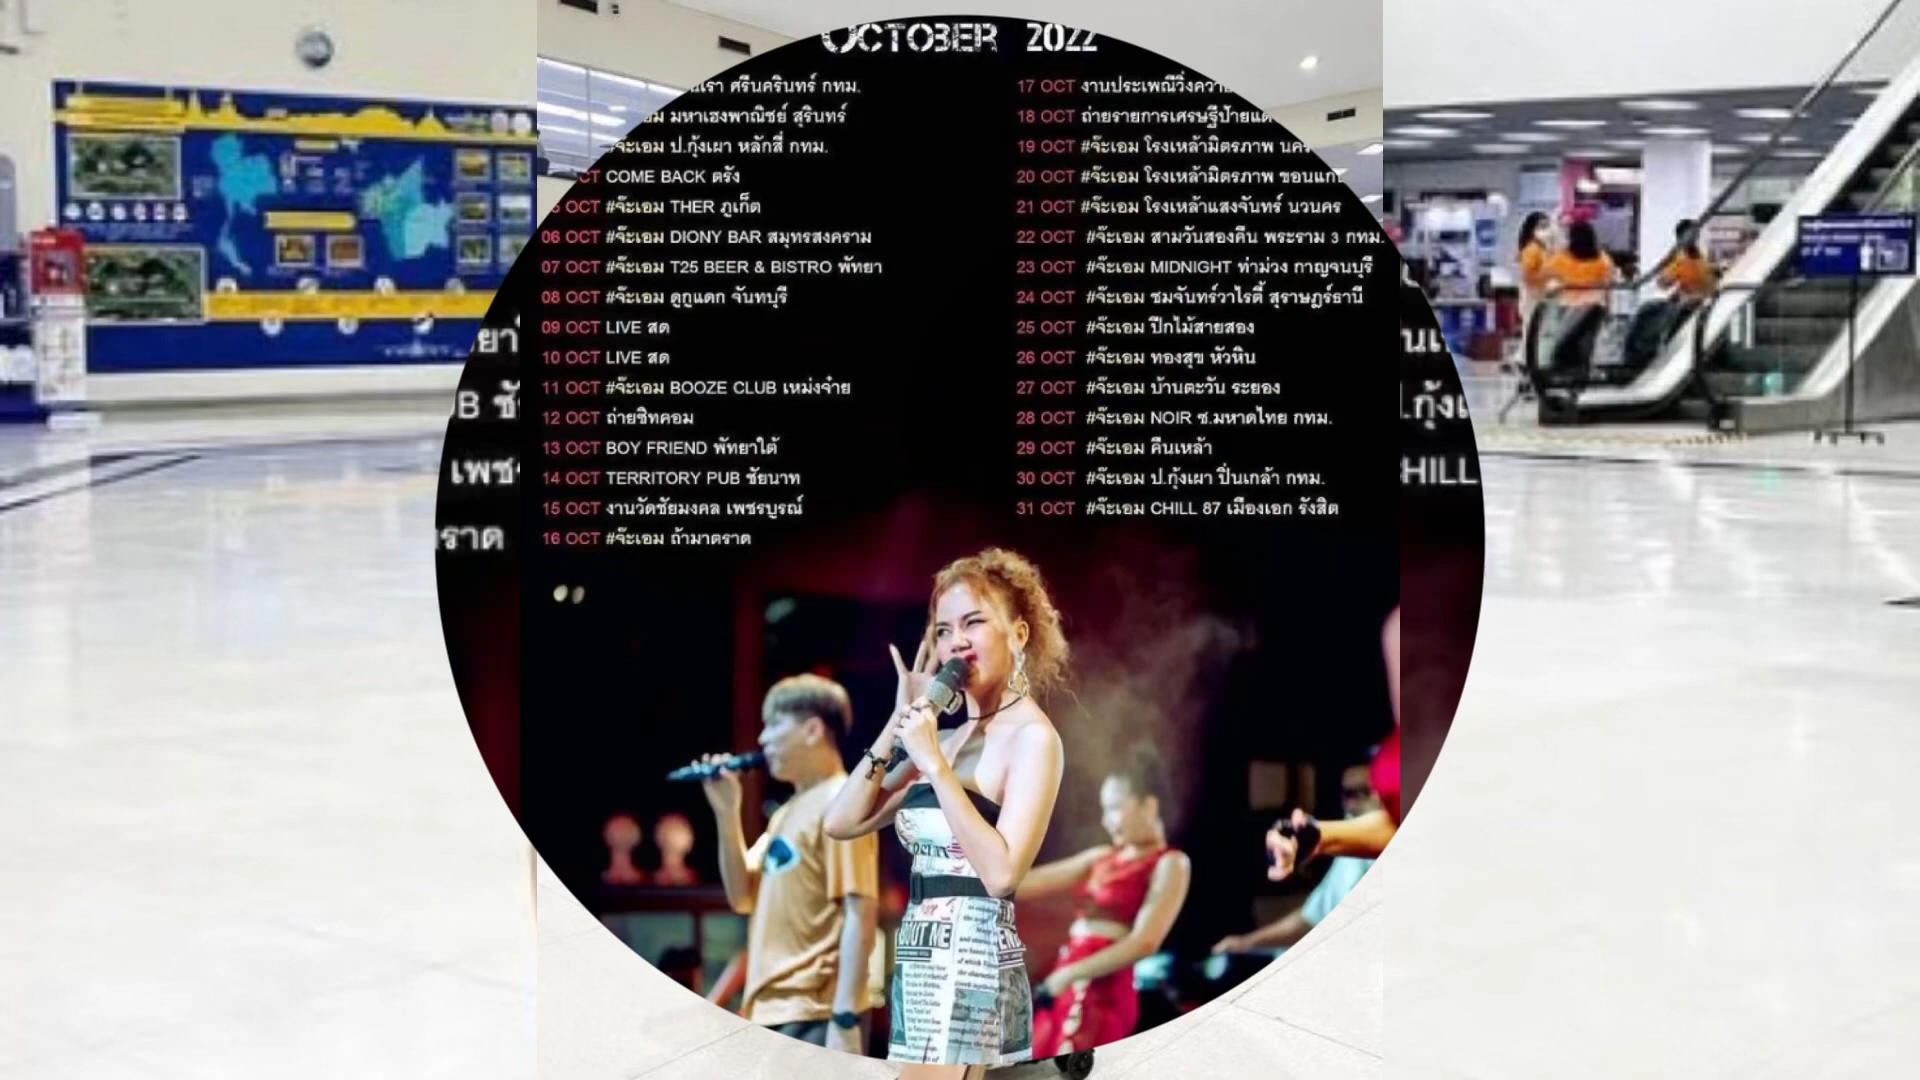 OCTOBER 2022
ศรีนครินทร์ กทม.
มหาเฮงพาณิชย์ สุรินทร์
#จ๊ะเอม ป.กุ้งเผา หลักสี่ กทม.
COME BACK ตรัง
OCT #จ๊ะเอม THER ภูเก็ต
06 OCT #จ๊ะเอม DIONY BAR สมุทรสงคราม
07 OCT #จ๊ะเอม T25 BEER & BISTRO พัทยา
08 OCT #จ๊ะเอม ดูกูแดก จันทบุรี
09 OCT LIVE สด
10 OCT LIVE สด
11 OCT #จ๊ะเอม BOOZE CLUB เหม่งจ๋าย
12 OCT ถ่ายซิทคอม
13 OCT BOY FRIEND พัทยาใต้
14 OCT TERRITORY PUB ชัยนาท
15 OCT งานวัดชัยมงคล เพชรบูรณ์
16 OCT #จ๊ะเอม ถ้ามาตราด
17 OCT งานประเพณีวิ่งควาย
18 OCT ถ่ายรายการเศรษฐีป้ายแด
19 OCT #จ๊ะเอม โรงเหล้ามิตรภาพ นคร
20 OCT #จ๊ะเอม โรงเหล้ามิตรภาพ ขอนแก่
21 OCT #จ๊ะเอม โรงเหล้าแสงจันทร์ นวนคร
22 OCT #จ๊ะเอม สามวันสองคืน พระราม 3 กทม.
23 OCT #จ๊ะเอม MIDNIGHT ท่าม่วง กาญจนบุรี
24 OCT #จ๊ะเอม ชมจันทร์วาไรตี้ สุราษฎร์ธานี
25 OCT #จ๊ะเอม ปีกไม้สายสอง
26 OCT #จ๊ะเอม ทองสุข หัวหิน
27 OCT #จ๊ะเอม บ้านตะวัน ระยอง
28 OCT #จ๊ะเอม NOIR ซ.มหาดไทย กทม.
29 OCT #จ๊ะเอม คืนเหล้า
30 OCT #จ๊ะเอม ป.กุ้งเผา ปิ่นเกล้า กทม.
31 OCT #จ๊ะเอม CHILL 87 เมืองเอก รังสิต
ราด
CHILL
OUT ME